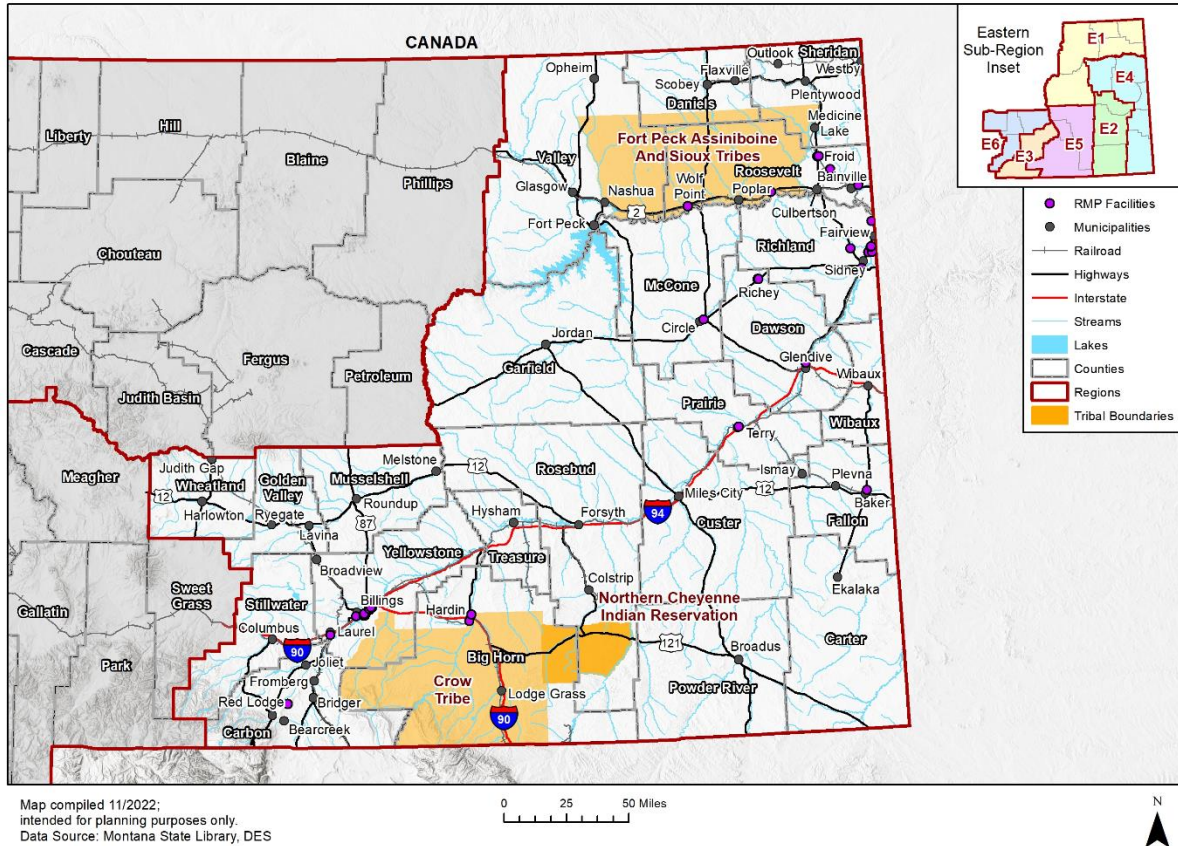 CANADA
Outlook
Sheridan
Opheim
Flaxville
Westby
Scobey
Plentywood
Daniels
Medicine
Lake
Fort Peck Assiniboine
And Sioux Tribes
Liberty
Hill
Blaine
Phillips
Valley
Roosevelt
Froid
Glasgow
Nashua
Wolf
Point
Poplar
Bainville
2
Culbertson
Fort Peck
Fairview
Richland
Chouteau
Sidney
McCone
Richey
Circle
Dawson
Jordan
Cascade
Fergus
Garfield
Glendive
Wibaux
Petroleum
Judith Basin
Prairie
Terry
Wibaux
Meagher
Judith Gap
Wheatland
Golden
Valley
Musselshell
Melstone
12
Rosebud
Ismay
Plevna
12
Harlowton
Ryegate
Roundup
Miles City
12
Baker
Hysham
Forsyth
94
Custer
Fallon
Lavina
87
Yellowstone
Treasure
Broadview
Colstrip
Ekalaka
Sweet
Grass
Gallatin
Stillwater
Billings
Hardin
Northern Cheyenne
Indian Reservation
Columbus
Laurel
90
Carter
Park
Joliet
Big Horn
121
Broadus
Fromberg
Crow
Tribe
Powder River
Red Lodge
Bridger
Lodge Grass
Bearcreek
90
Carbon
Eastern
Sub-Region
Inset
E1
E4
E2
E6
E3
E5
RMP Facilities
Municipalities
Railroad
Highways
Interstate
Streams
Lakes
Counties
Regions
Tribal Boundaries
Map compiled 11/2022;
intended for planning purposes only.
Data Source: Montana State Library, DES
0 25 50 Miles
N